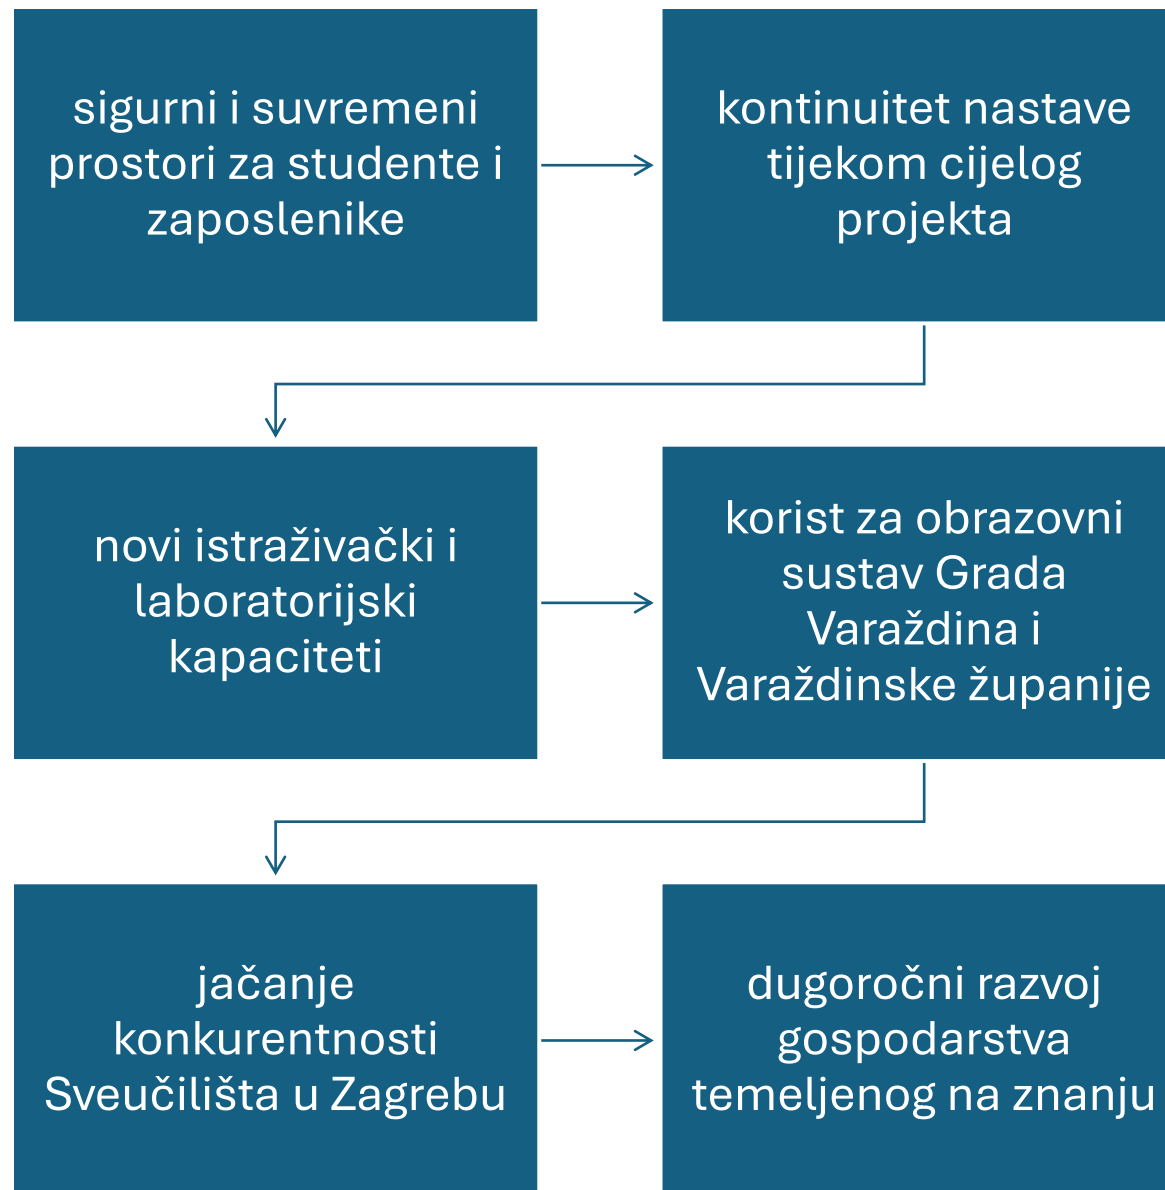 sigurni i suvremeni
prostori za studente i
zaposlenike
kontinuitet nastave
tijekom cijelog
projekta
novi istraživački i
laboratorijski
kapaciteti
korist za obrazovni
sustav Grada
Varaždina i
Varaždinske županije
jačanje
konkurentnosti
Sveučilišta u Zagrebu
dugoročni razvoj
gospodarstva
temeljenog na znanju